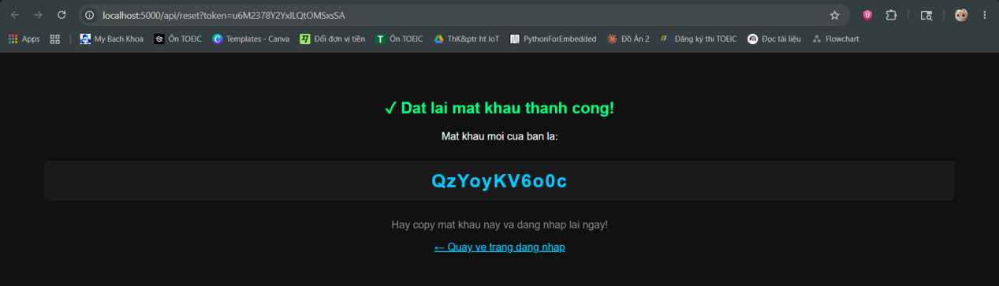 localhost:5000/api/reset?token=u6M2378Y2YxlLQtOMSxsSA
Apps My Bach Khoa Ôn TOEIC Templates - Canva Đổi đơn vị tiền Ôn TOEIC ThK&ptr ht IoT PythonForEmbedded Đồ Án 2 Đăng ký thi TOEIC Đọc tài liệu Flowchart
✓ Dat lai mat khau thanh cong!
Mat khau moi cua ban la:
QzYoyKV6o0c
Hay copy mat khau nay va dang nhap lai ngay!
← Quay ve trang dang nhap